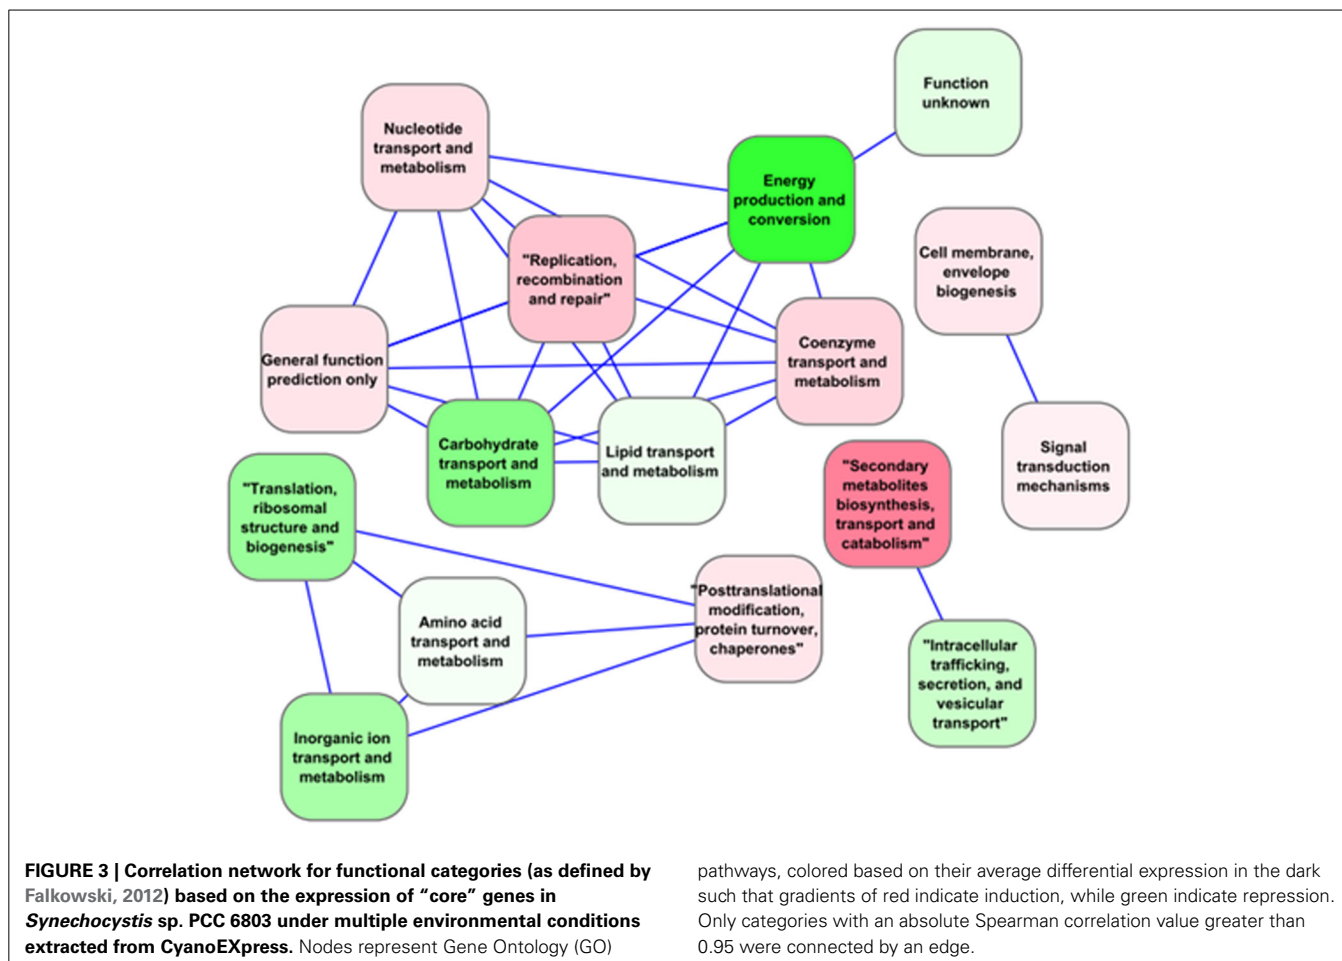 Function
unknown
Nucleotide
transport and
metabolism
Energy
production and
conversion
Cell membrane,
envelope
biogenesis
"Replication,
recombination
and repair"
General function
prediction only
Coenzyme
transport and
metabolism
Carbohydrate
transport and
metabolism
Lipid transport
and metabolism
Signal
transduction
mechanisms
"Secondary
metabolites
biosynthesis,
transport and
catabolism"
"Translation,
ribosomal
structure and
biogenesis"
Amino acid
transport and
metabolism
"Posttranslational
modification,
protein turnover,
chaperones"
"Intracellular
trafficking,
secretion, and
vesicular
transport"
Inorganic ion
transport and
metabolism
FIGURE 3 | Correlation network for functional categories (as defined by
Falkowski, 2012) based on the expression of “core” genes in
Synechocystis sp. PCC 6803 under multiple environmental conditions
extracted from CyanoEXpress. Nodes represent Gene Ontology (GO)
pathways, colored based on their average differential expression in the dark
such that gradients of red indicate induction, while green indicate repression.
Only categories with an absolute Spearman correlation value greater than
0.95 were connected by an edge.